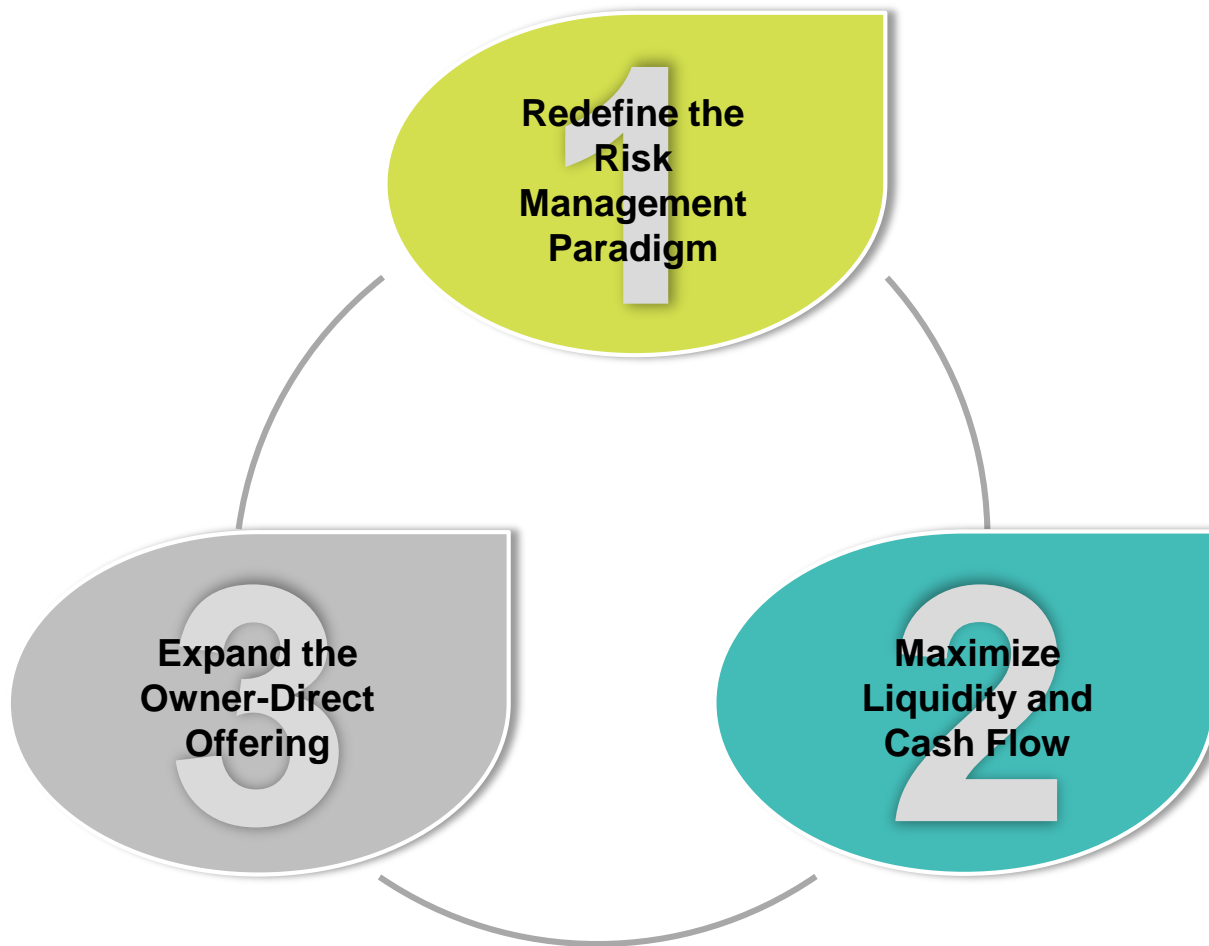 1
Redefine the
Risk
Management
Paradigm
2
Maximize
Liquidity and
Cash Flow
3
Expand the
Owner-Direct
Offering